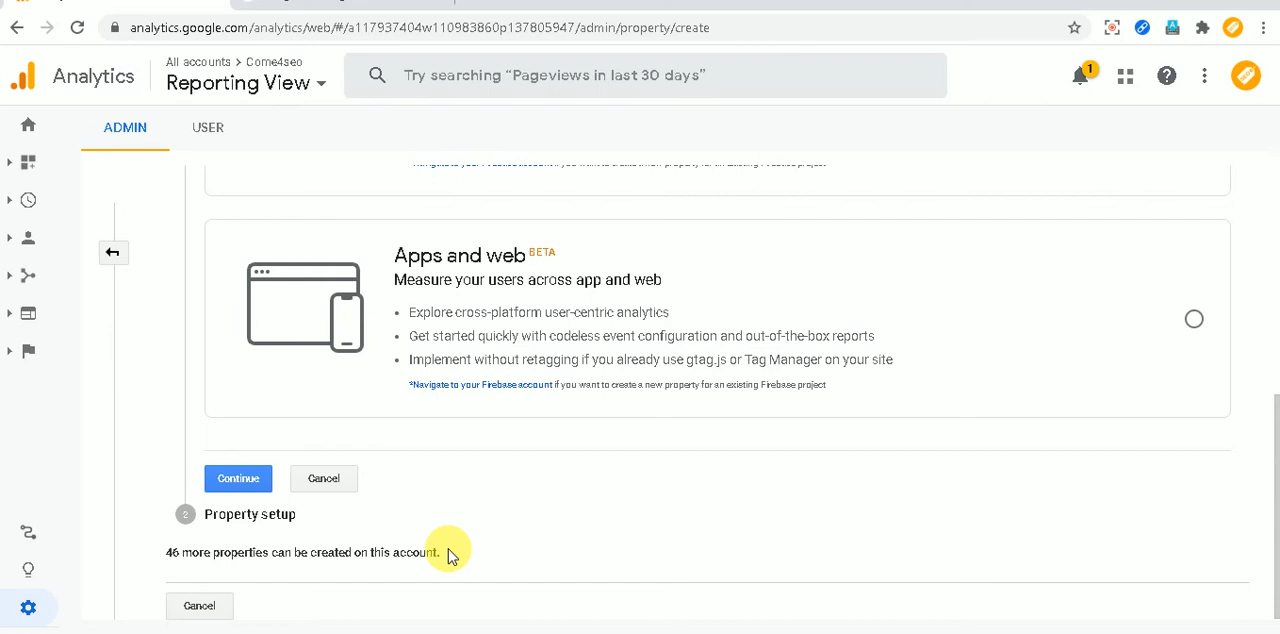 analytics.google.com/analytics/web/#/a117937404w110983860p137805947/admin/property/create
Analytics
All accounts > Come4seo
Reporting View
Try searching “Pageviews in last 30 days”
1
ADMIN
USER
Apps and web BETA
Measure your users across app and web
• Explore cross-platform user-centric analytics
• Get started quickly with codeless event configuration and out-of-the-box reports
• Implement without retagging if you already use gtag.js or Tag Manager on your site
*Navigate to your Firebase account if you want to create a new property for an existing Firebase project
Continue
Cancel
2
Property setup
46 more properties can be created on this account.
Cancel